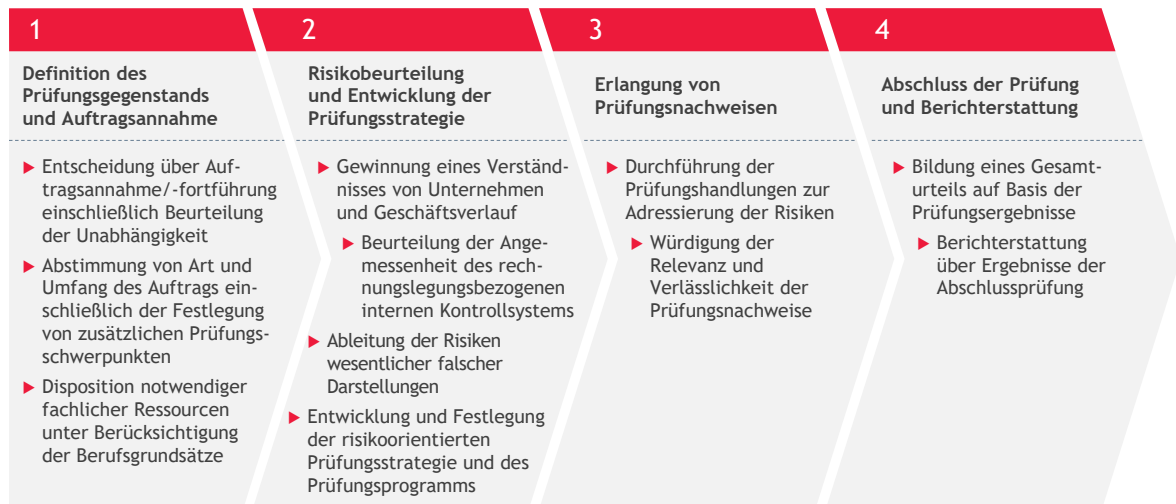 1
Definition des
Prüfungsgegenstands
und Auftragsannahme
▶ Entscheidung über Auf-
tragsannahme/-fortführung
einschließlich Beurteilung
der Unabhängigkeit
▶ Abstimmung von Art und
Umfang des Auftrags ein-
schließlich der Festlegung
von zusätzlichen Prüfungs-
schwerpunkten
▶ Disposition notwendiger
fachlicher Ressourcen
unter Berücksichtigung
der Berufsgrundsätze
2
Risikobeurteilung
und Entwicklung der
Prüfungsstrategie
▶ Gewinnung eines Verständ-
nisses von Unternehmen
und Geschäftsverlauf
▶ Beurteilung der Ange-
messenheit des rech-
nungslegungsbezogenen
internen Kontrollsystems
▶ Ableitung der Risiken
wesentlicher falscher
Darstellungen
▶ Entwicklung und Festlegung
der risikoorientierten
Prüfungsstrategie und des
Prüfungsprogramms
3
Erlangung von
Prüfungsnachweisen
▶ Durchführung der
Prüfungshandlungen zur
Adressierung der Risiken
▶ Würdigung der
Relevanz und
Verlässlichkeit der
Prüfungsnachweise
4
Abschluss der Prüfung
und Berichterstattung
▶ Bildung eines Gesamt-
urteils auf Basis der
Prüfungsergebnisse
▶ Berichterstattung
über Ergebnisse der
Abschlussprüfung